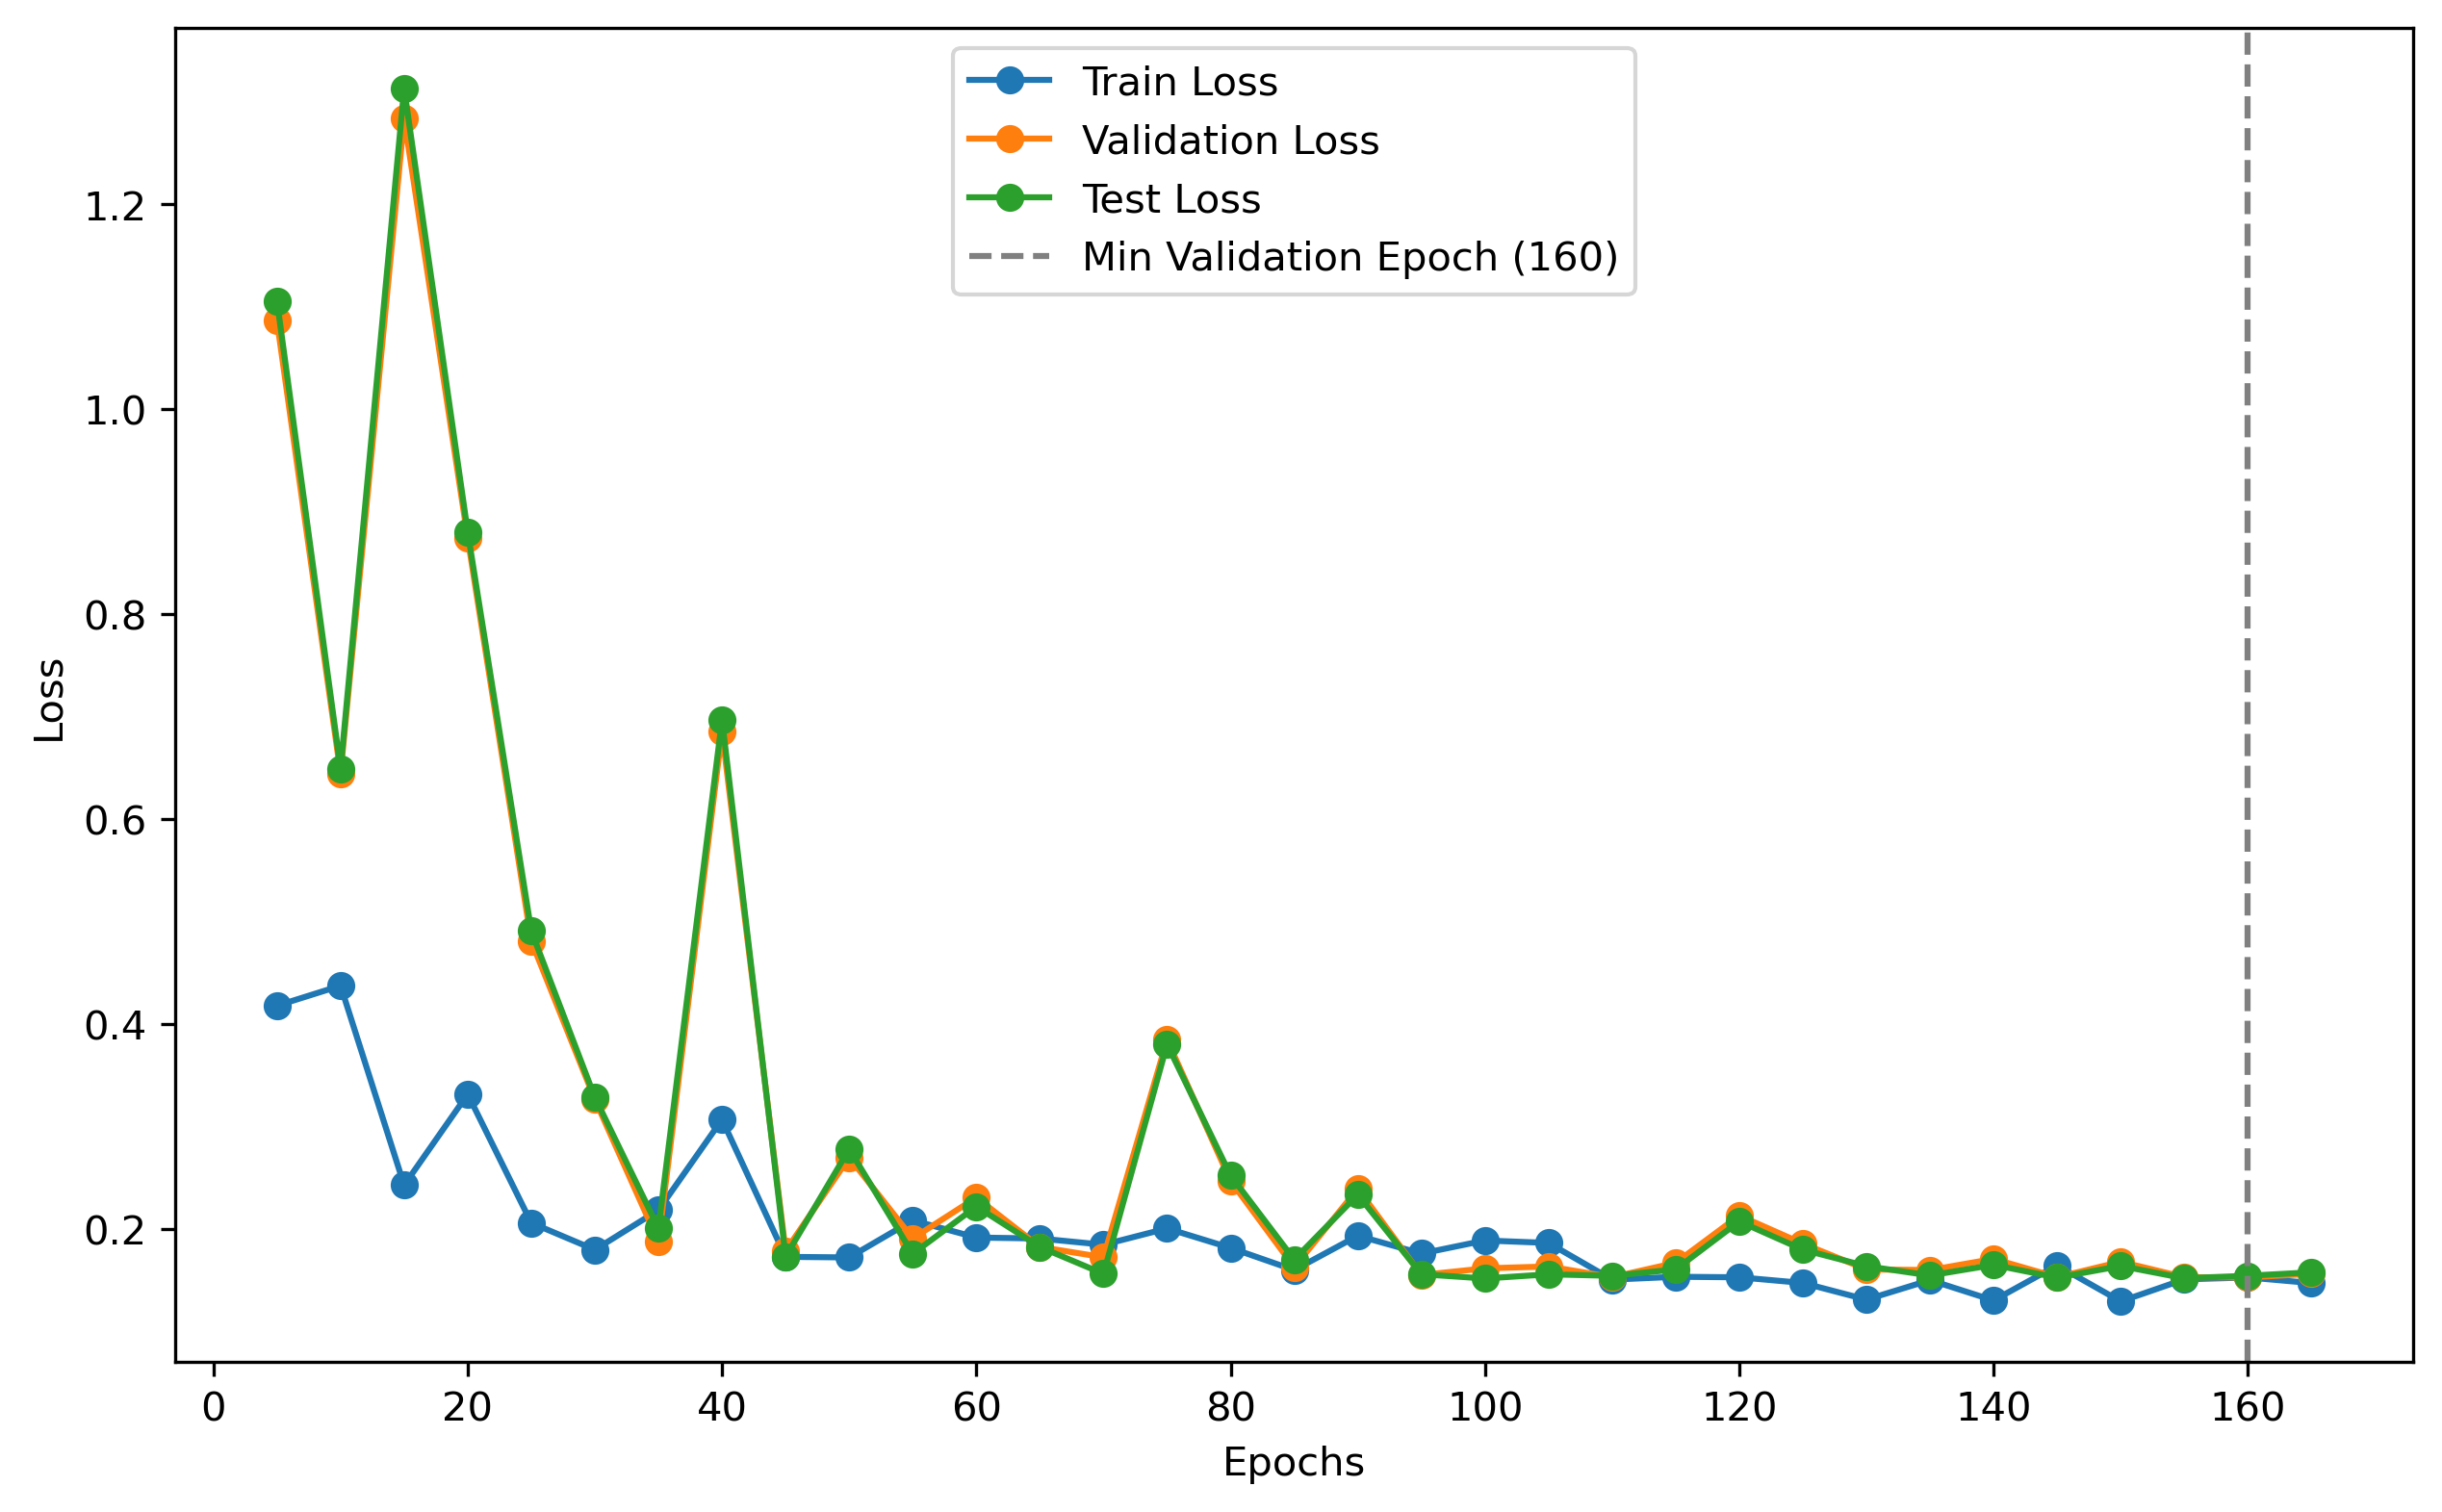 Train Loss
Validation Loss
Test Loss
Min Validation Epoch (160)
1.2
1.0
0.8
0.6
0.4
0.2
Loss
0 20 40 60 80 100 120 140 160
Epochs